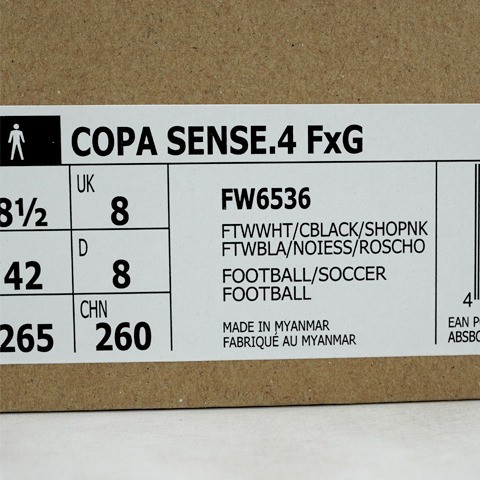 COPA SENSE.4 FxG
8½ UK 8
42 D 8
265 CHN 260
FW6536
FTWWHT/CBLACK/SHOPNK
FTWBLA/NOIESS/ROSCHO
FOOTBALL/SOCCER
FOOTBALL
MADE IN MYANMAR
FABRIQUÉ AU MYANMAR
4
EAN
ABSBO